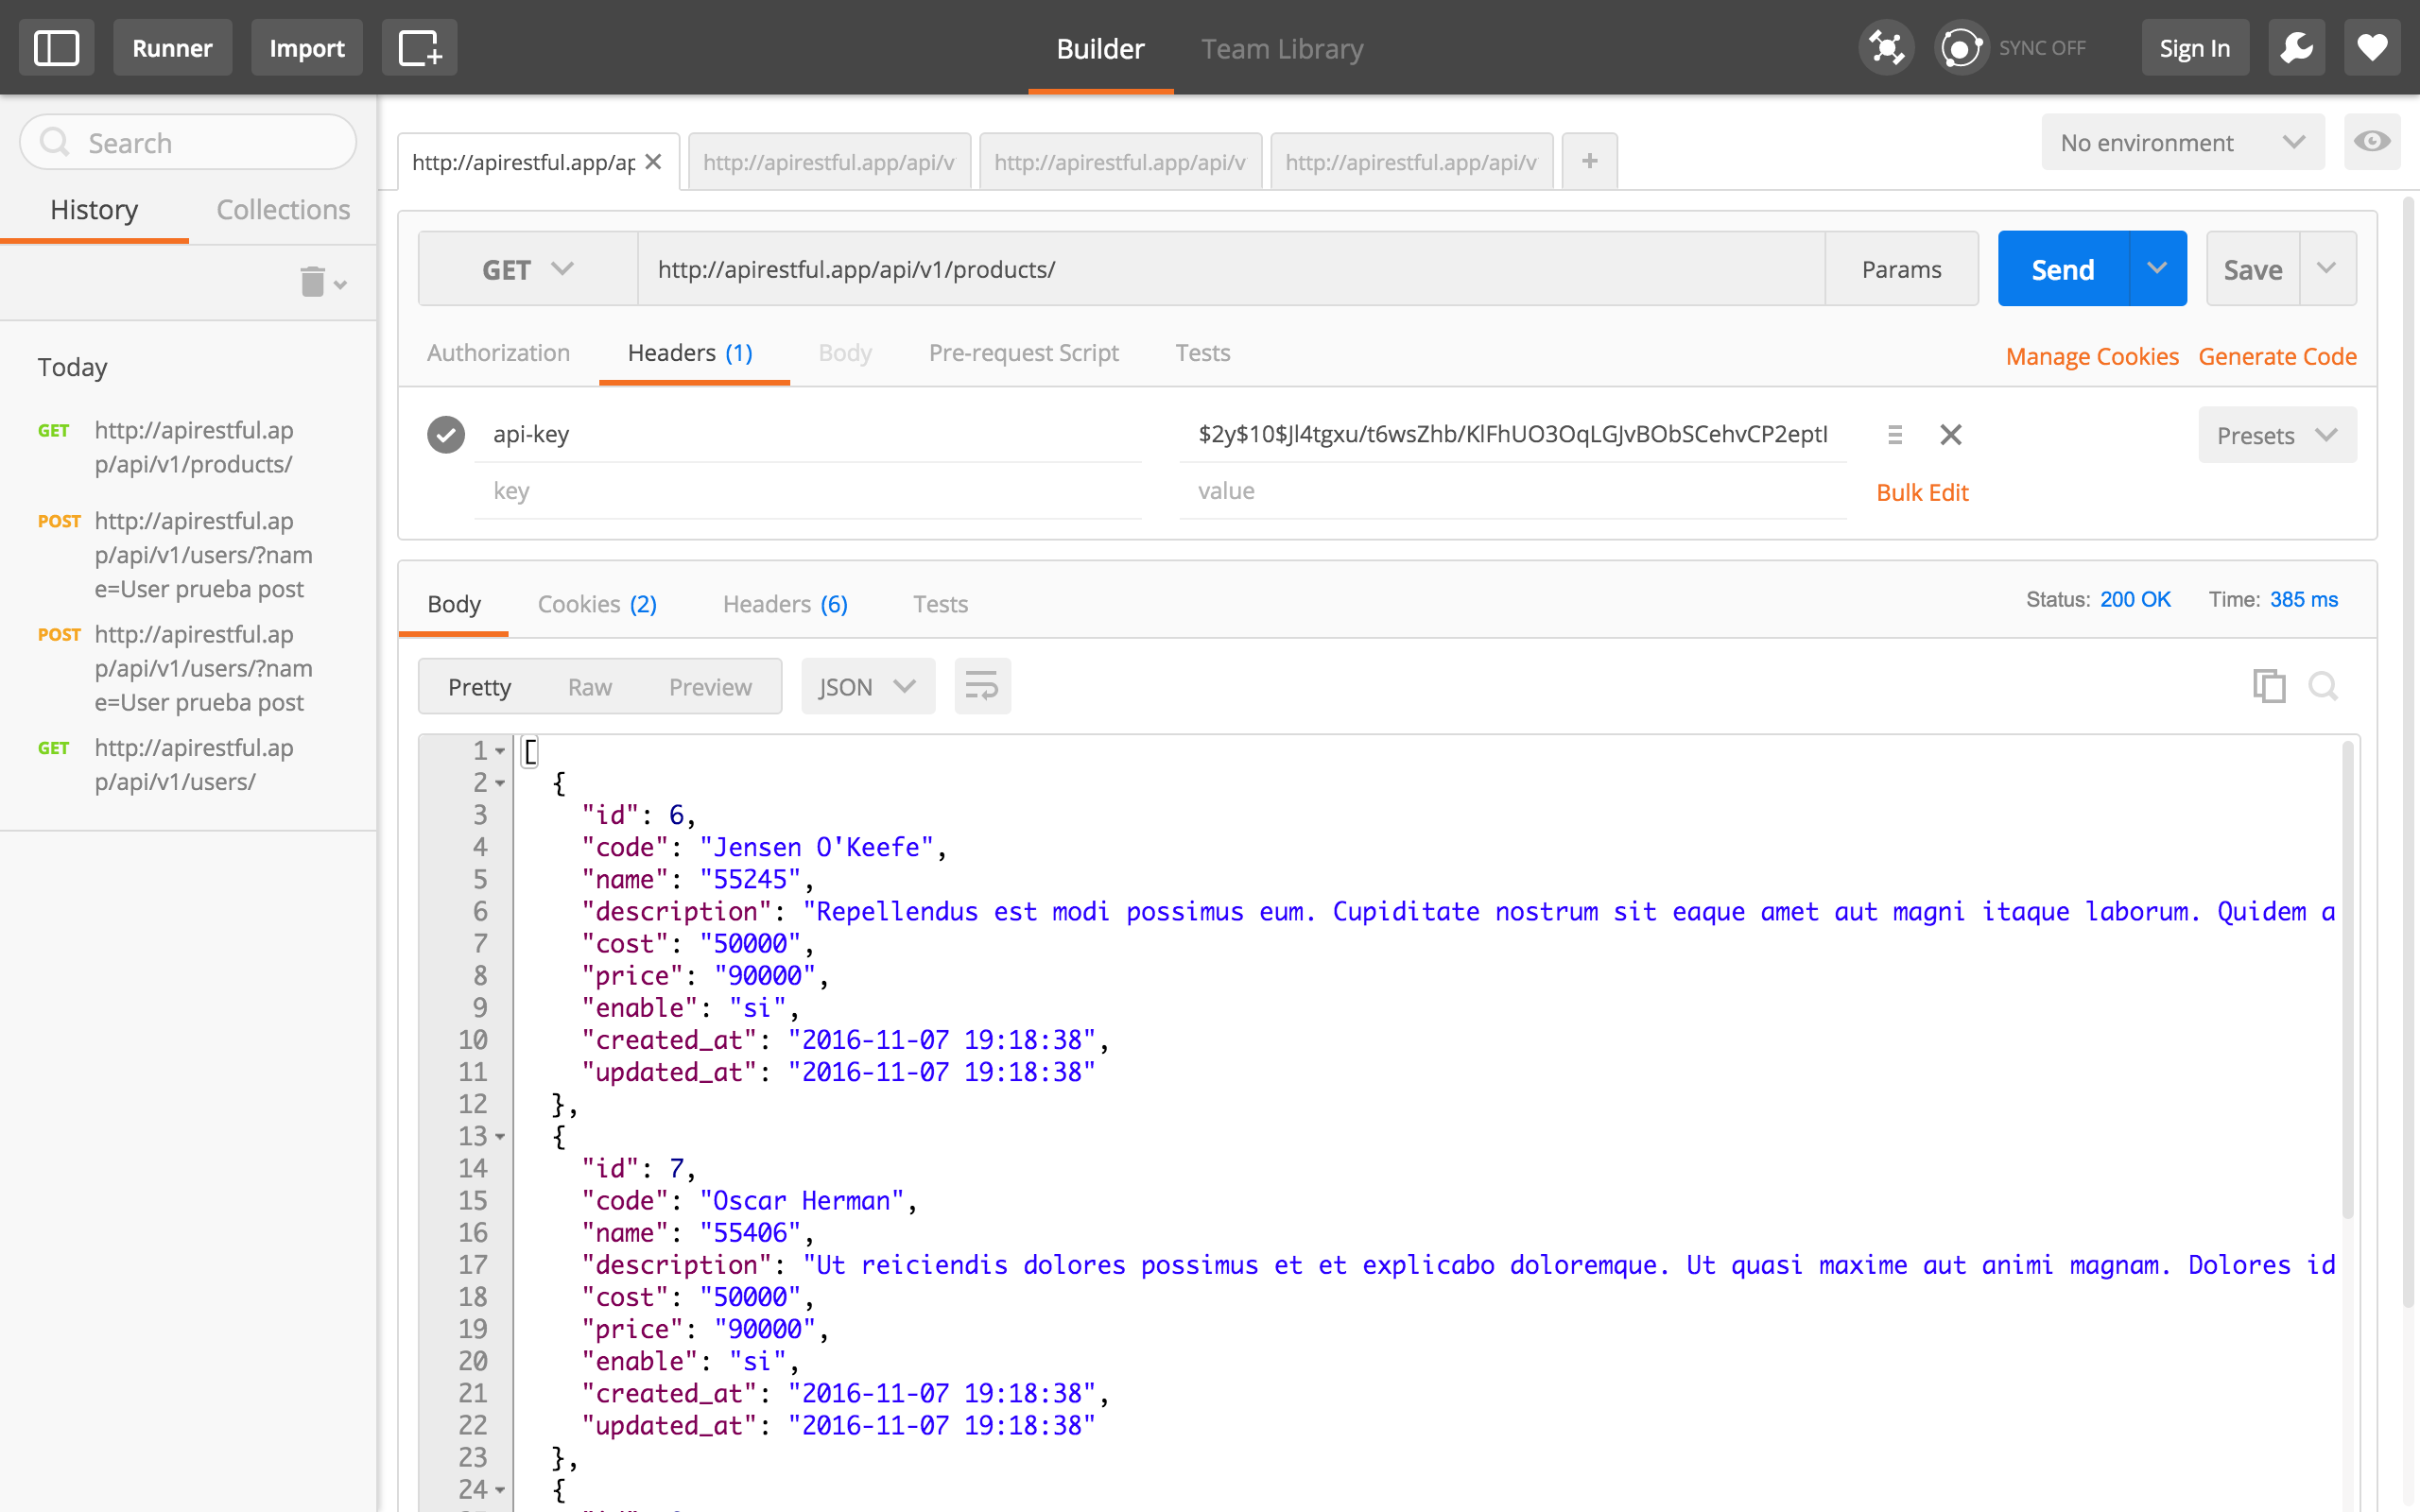 Runner
Import
Builder
Team Library
SYNC OFF
Sign In
Search
History
Collections
Today
GET http://apirestful.ap
p/api/v1/products/
POST http://apirestful.ap
p/api/v1/users/?nam
e=User prueba post
POST http://apirestful.ap
p/api/v1/users/?nam
e=User prueba post
GET http://apirestful.ap
p/api/v1/users/
http://apirestful.app/ap
http://apirestful.app/api/v
http://apirestful.app/api/v
http://apirestful.app/api/v
+
No environment
GET
http://apirestful.app/api/v1/products/
Params
Send
Save
Authorization
Headers (1)
Body
Pre-request Script
Tests
Manage Cookies
Generate Code
api-key
$2y$10$Jl4tgxu/t6wsZhb/KlFhUO3OqLGJvBObSCehvCP2eptI
Presets
key
value
Bulk Edit
Body
Cookies (2)
Headers (6)
Tests
Status: 200 OK
Time: 385 ms
Pretty
Raw
Preview
JSON
1 [
2 {
3 "id": 6,
4 "code": "Jensen O'Keefe",
5 "name": "55245",
6 "description": "Repellendus est modi possimus eum. Cupiditate nostrum sit eaque amet aut magni itaque laborum. Quidem a
7 "cost": "50000",
8 "price": "90000",
9 "enable": "si",
10 "created_at": "2016-11-07 19:18:38",
11 "updated_at": "2016-11-07 19:18:38"
12 },
13 {
14 "id": 7,
15 "code": "Oscar Herman",
16 "name": "55406",
17 "description": "Ut reiciendis dolores possimus et et explicabo doloremque. Ut quasi maxime aut animi magnam. Dolores id
18 "cost": "50000",
19 "price": "90000",
20 "enable": "si",
21 "created_at": "2016-11-07 19:18:38",
22 "updated_at": "2016-11-07 19:18:38"
23 },
24 {